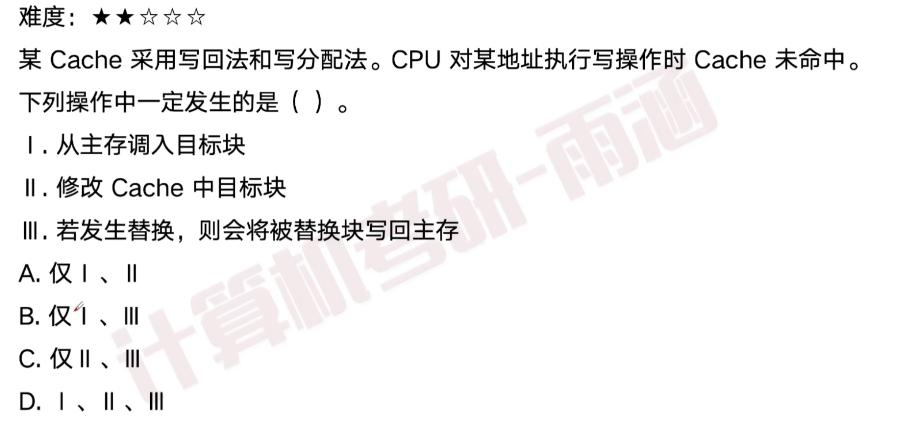 难度：★★☆☆☆
某 Cache 采用写回法和写分配法。CPU 对某地址执行写操作时 Cache 未命中。
下列操作中一定发生的是（ ）。
Ⅰ. 从主存调入目标块
Ⅱ. 修改 Cache 中目标块
Ⅲ. 若发生替换，则会将被替换块写回主存
A. 仅Ⅰ、Ⅱ
B. 仅Ⅰ、Ⅲ
C. 仅Ⅱ、Ⅲ
D. Ⅰ、Ⅱ、Ⅲ
计算机考研-雨涵